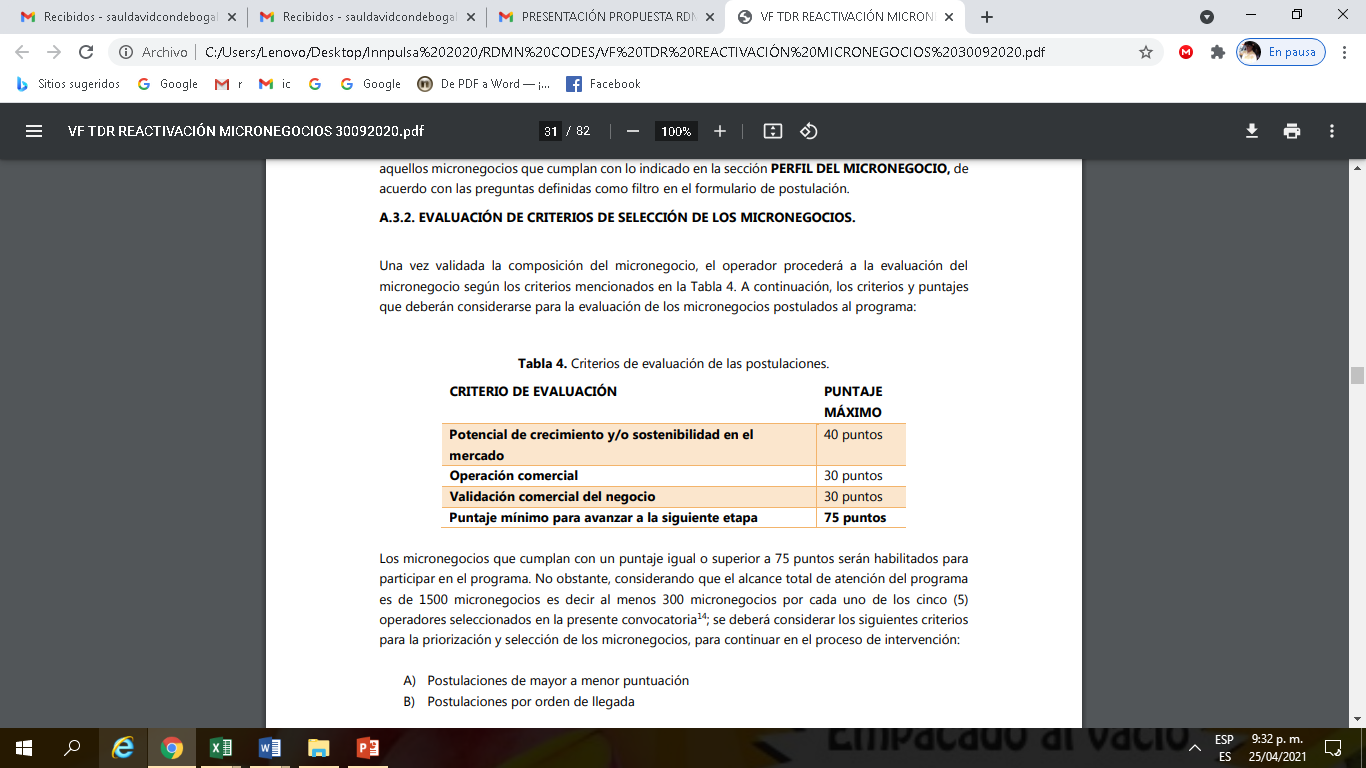 Recibidos - sauldavidcondebogal
Recibidos - sauldavidcondebogal
PRESENTACIÓN PROPUESTA RDM
VF TDR REACTIVACIÓN MICRONE
Archivo
C:/Users/Lenovo/Desktop/Innpulsa%202020/RDMN%20CODES/VF%20TDR%20REACTIVACIÓN%20MICRONEGOCIOS%2030092020.pdf
En pausa
Sitios sugeridos
Google
r
ic
Google
De PDF a Word — ¡...
Facebook
VF TDR REACTIVACIÓN MICRONEGOCIOS 30092020.pdf
31 / 82
100%
aquellos micronegocios que cumplan con lo indicado en la sección PERFIL DEL MICRONEGOCIO, de
acuerdo con las preguntas definidas como filtro en el formulario de postulación.
A.3.2. EVALUACIÓN DE CRITERIOS DE SELECCIÓN DE LOS MICRONEGOCIOS.
Una vez validada la composición del micronegocio, el operador procederá a la evaluación del
micronegocio según los criterios mencionados en la Tabla 4. A continuación, los criterios y puntajes
que deberán considerarse para la evaluación de los micronegocios postulados al programa:
Tabla 4. Criterios de evaluación de las postulaciones.
CRITERIO DE EVALUACIÓN
PUNTAJE
MÁXIMO
Potencial de crecimiento y/o sostenibilidad en el
mercado
40 puntos
Operación comercial
30 puntos
Validación comercial del negocio
30 puntos
Puntaje mínimo para avanzar a la siguiente etapa
75 puntos
Los micronegocios que cumplan con un puntaje igual o superior a 75 puntos serán habilitados para
participar en el programa. No obstante, considerando que el alcance total de atención del programa
es de 1500 micronegocios es decir al menos 300 micronegocios por cada uno de los cinco (5)
operadores seleccionados en la presente convocatoria14; se deberá considerar los siguientes criterios
para la priorización y selección de los micronegocios, para continuar en el proceso de intervención:
A) Postulaciones de mayor a menor puntuación
B) Postulaciones por orden de llegada
Empacado al vacío
ESP
ES
9:32 p. m.
25/04/2021